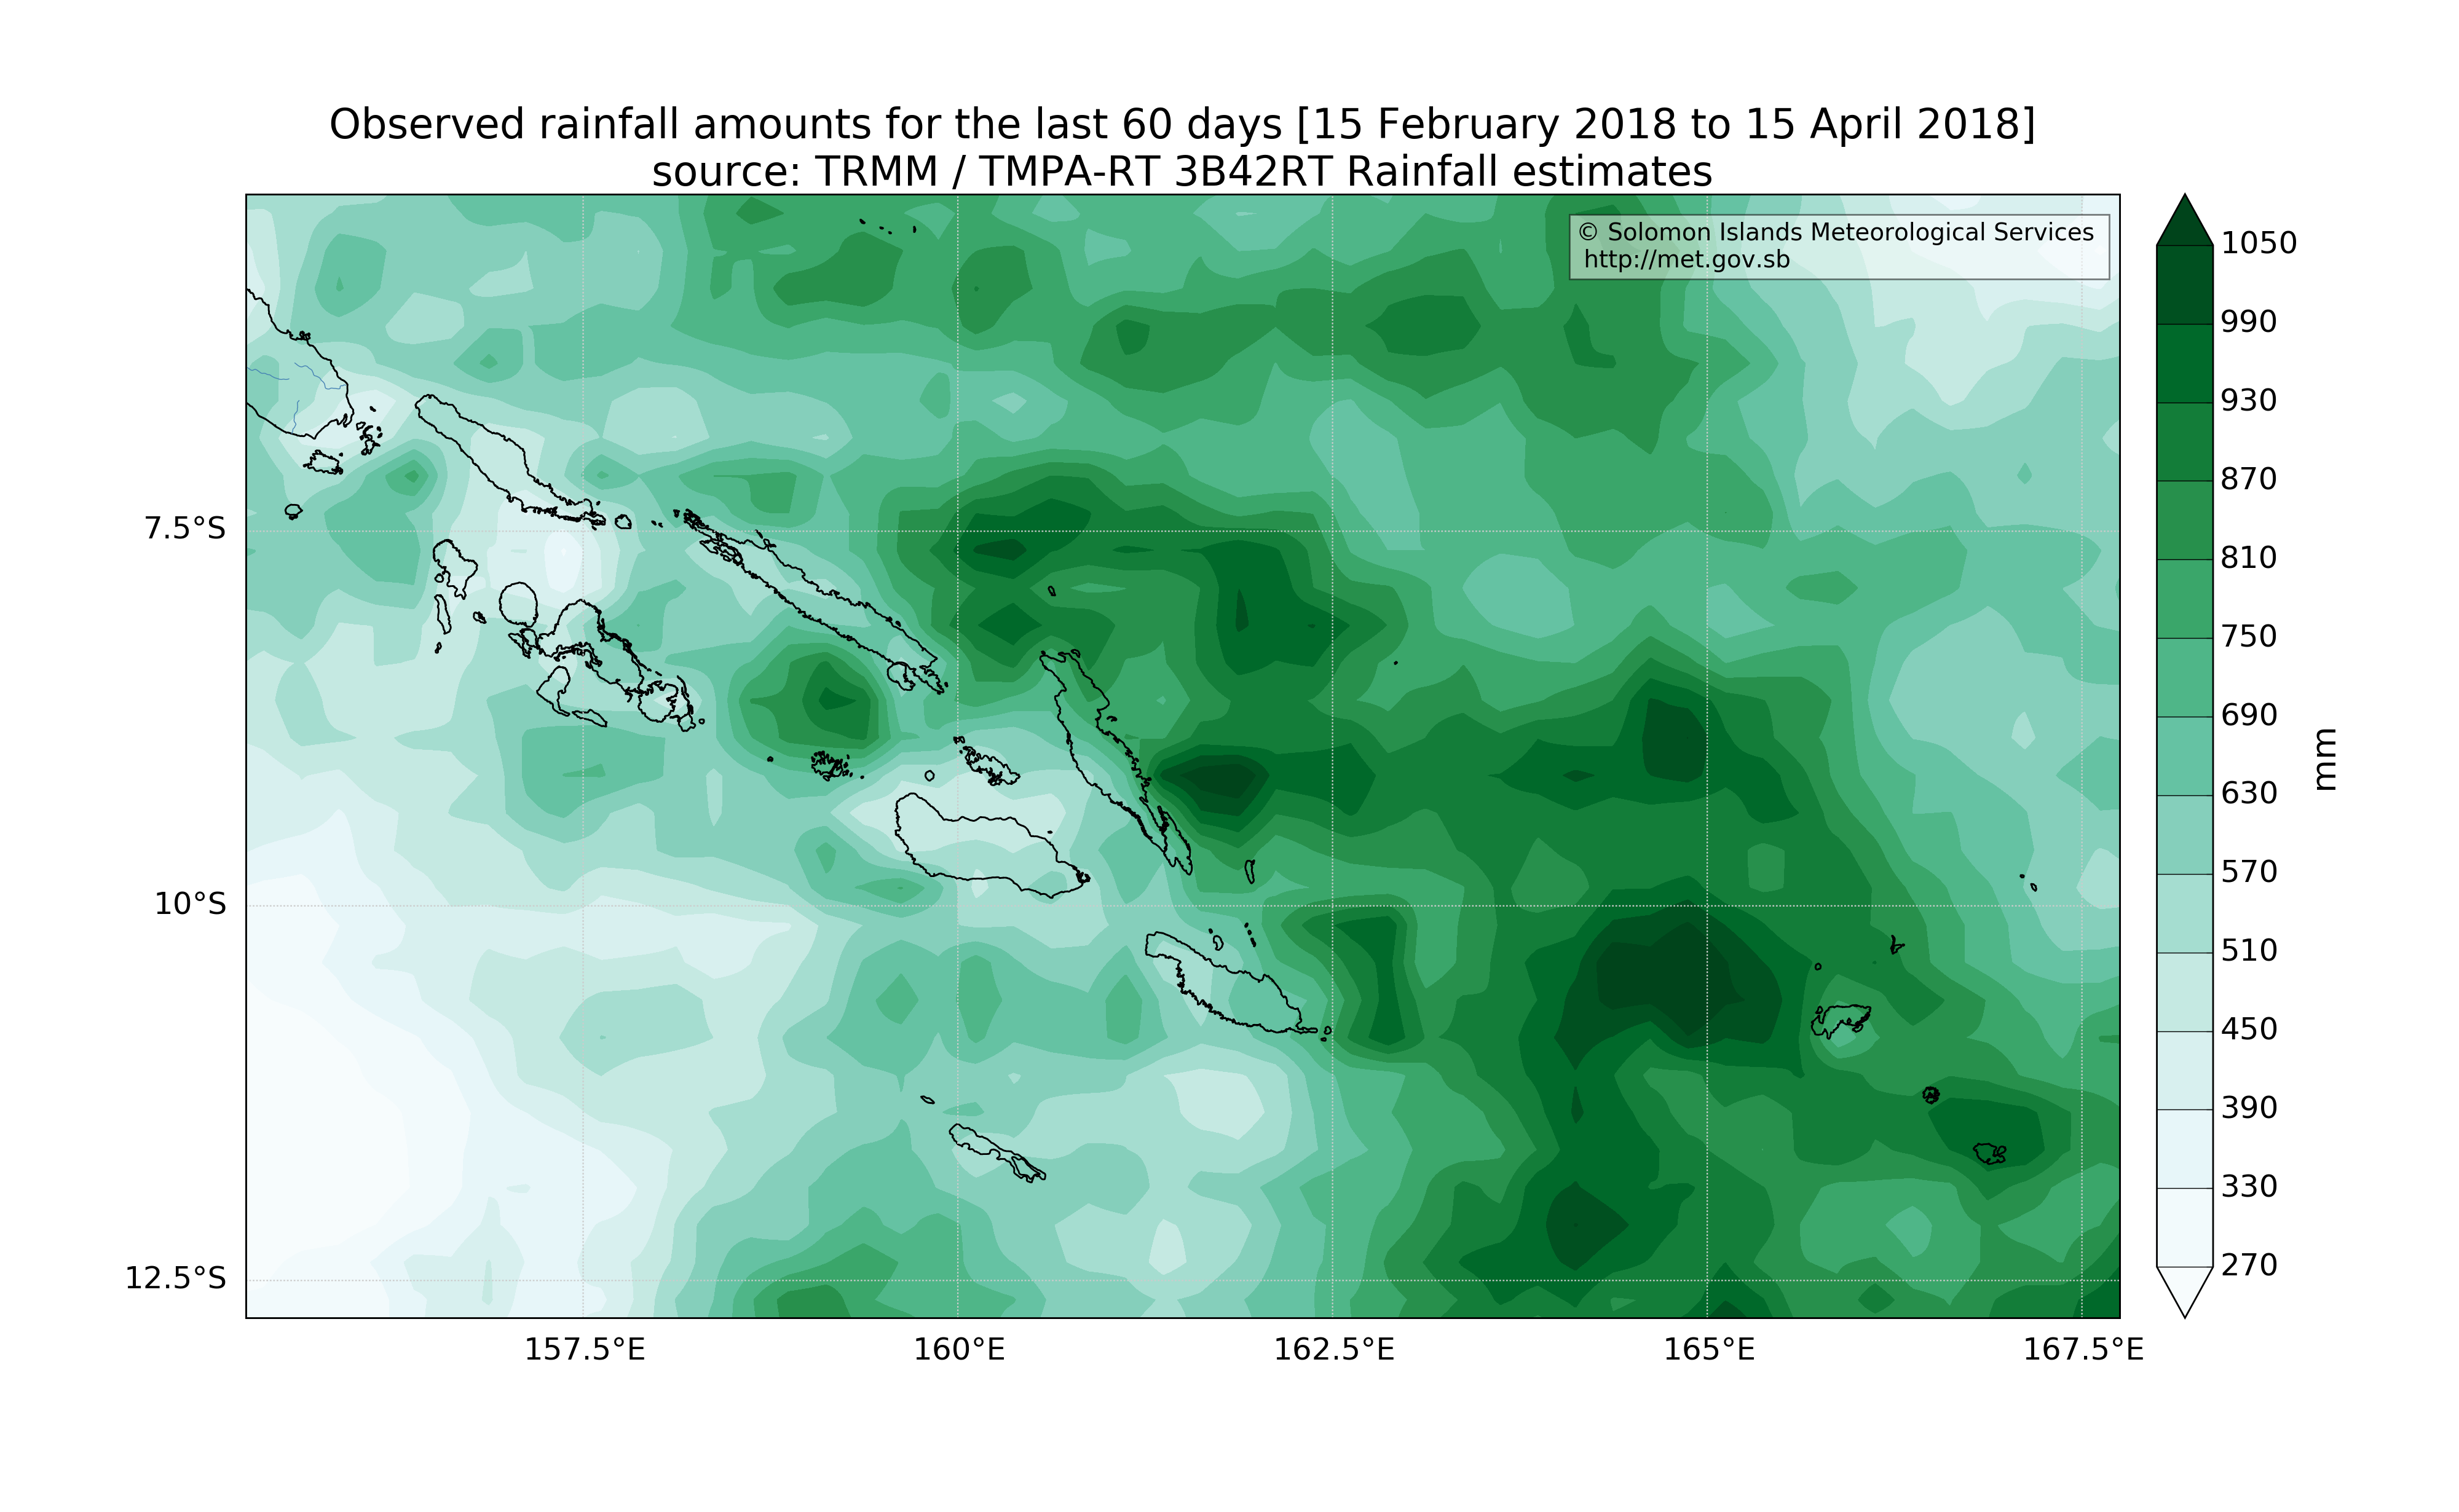 Observed rainfall amounts for the last 60 days [15 February 2018 to 15 April 2018]
source: TRMM / TMPA-RT 3B42RT Rainfall estimates
© Solomon Islands Meteorological Services
http://met.gov.sb
7.5°S
10°S
12.5°S
157.5°E
160°E
162.5°E
165°E
167.5°E
1050
990
930
870
810
750
690
630
570
510
450
390
330
270
mm